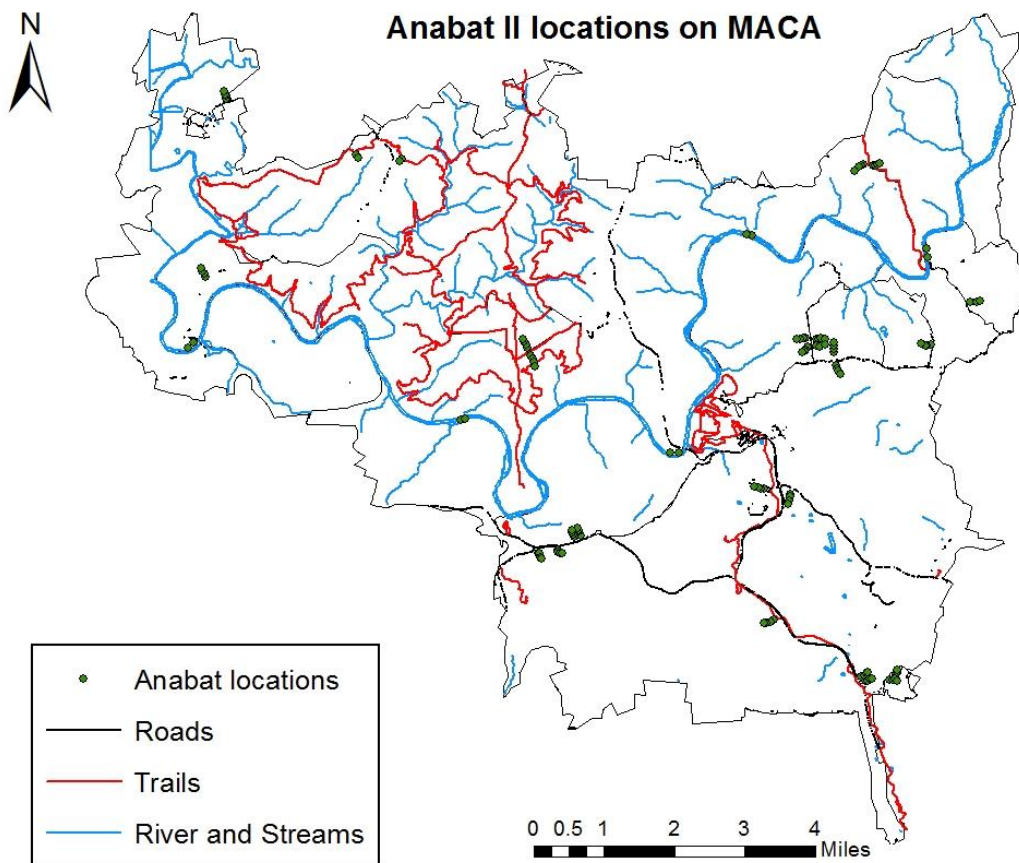 Anabat II locations on MACA
N
Anabat locations
Roads
Trails
River and Streams
0 0.5 1 2 3 4
Miles